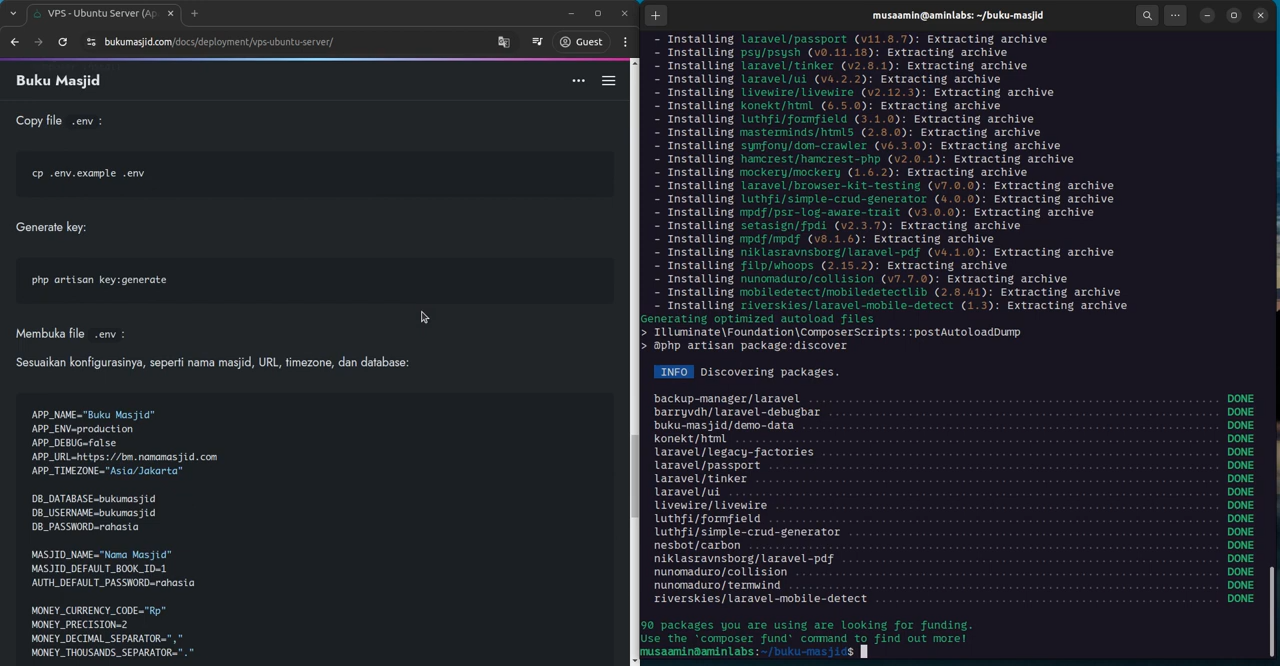 VPS - Ubuntu Server (Ap
bukumasjid.com/docs/deployment/vps-ubuntu-server/
Guest
Buku Masjid
Copy file .env :
cp .env.example .env
Generate key:
php artisan key:generate
Membuka file .env :
Sesuaikan konfigurasinya, seperti nama masjid, URL, timezone, dan database:
APP_NAME="Buku Masjid"
APP_ENV=production
APP_DEBUG=false
APP_URL=https://bm.namamasjid.com
APP_TIMEZONE="Asia/Jakarta"
DB_DATABASE=bukumasjid
DB_USERNAME=bukumasjid
DB_PASSWORD=rahasia
MASJID_NAME="Nama Masjid"
MASJID_DEFAULT_BOOK_ID=1
AUTH_DEFAULT_PASSWORD=rahasia
MONEY_CURRENCY_CODE="Rp"
MONEY_PRECISION=2
MONEY_DECIMAL_SEPARATOR=","
MONEY_THOUSANDS_SEPARATOR="."
musaamin@aminlabs: ~/buku-masjid
- Installing laravel/passport (v11.8.7): Extracting archive
- Installing psy/psysh (v0.11.18): Extracting archive
- Installing laravel/tinker (v2.8.1): Extracting archive
- Installing laravel/ui (v4.2.2): Extracting archive
- Installing livewire/livewire (v2.12.3): Extracting archive
- Installing konekt/html (6.5.0): Extracting archive
- Installing luthfi/formfield (3.1.0): Extracting archive
- Installing masterminds/html5 (2.8.0): Extracting archive
- Installing symfony/dom-crawler (v6.3.0): Extracting archive
- Installing hamcrest/hamcrest-php (v2.0.1): Extracting archive
- Installing mockery/mockery (1.6.2): Extracting archive
- Installing laravel/browser-kit-testing (v7.0.0): Extracting archive
- Installing luthfi/simple-crud-generator (4.0.0): Extracting archive
- Installing mpdf/psr-log-aware-trait (v3.0.0): Extracting archive
- Installing setasign/fpdi (v2.3.7): Extracting archive
- Installing mpdf/mpdf (v8.1.6): Extracting archive
- Installing niklasravnsborg/laravel-pdf (v4.1.0): Extracting archive
- Installing filp/whoops (2.15.2): Extracting archive
- Installing nunomaduro/collision (v7.7.0): Extracting archive
- Installing mobiledetect/mobiledetectlib (2.8.41): Extracting archive
- Installing riverskies/laravel-mobile-detect (1.3): Extracting archive
Generating optimized autoload files
> Illuminate\Foundation\ComposerScripts::postAutoloadDump
> @php artisan package:discover
INFO Discovering packages.
backup-manager/laravel ........ DONE
barryvdh/laravel-debugbar ........ DONE
buku-masjid/demo-data ........ DONE
konekt/html ........ DONE
laravel/legacy-factories ........ DONE
laravel/passport ........ DONE
laravel/tinker ........ DONE
laravel/ui ........ DONE
livewire/livewire ........ DONE
luthfi/formfield ........ DONE
luthfi/simple-crud-generator ........ DONE
nesbot/carbon ........ DONE
niklasravnsborg/laravel-pdf ........ DONE
nunomaduro/collision ........ DONE
nunomaduro/termwind ........ DONE
riverskies/laravel-mobile-detect ........ DONE
90 packages you are using are looking for funding.
Use the `composer fund` command to find out more!
musaamin@aminlabs:~/buku-masjid$